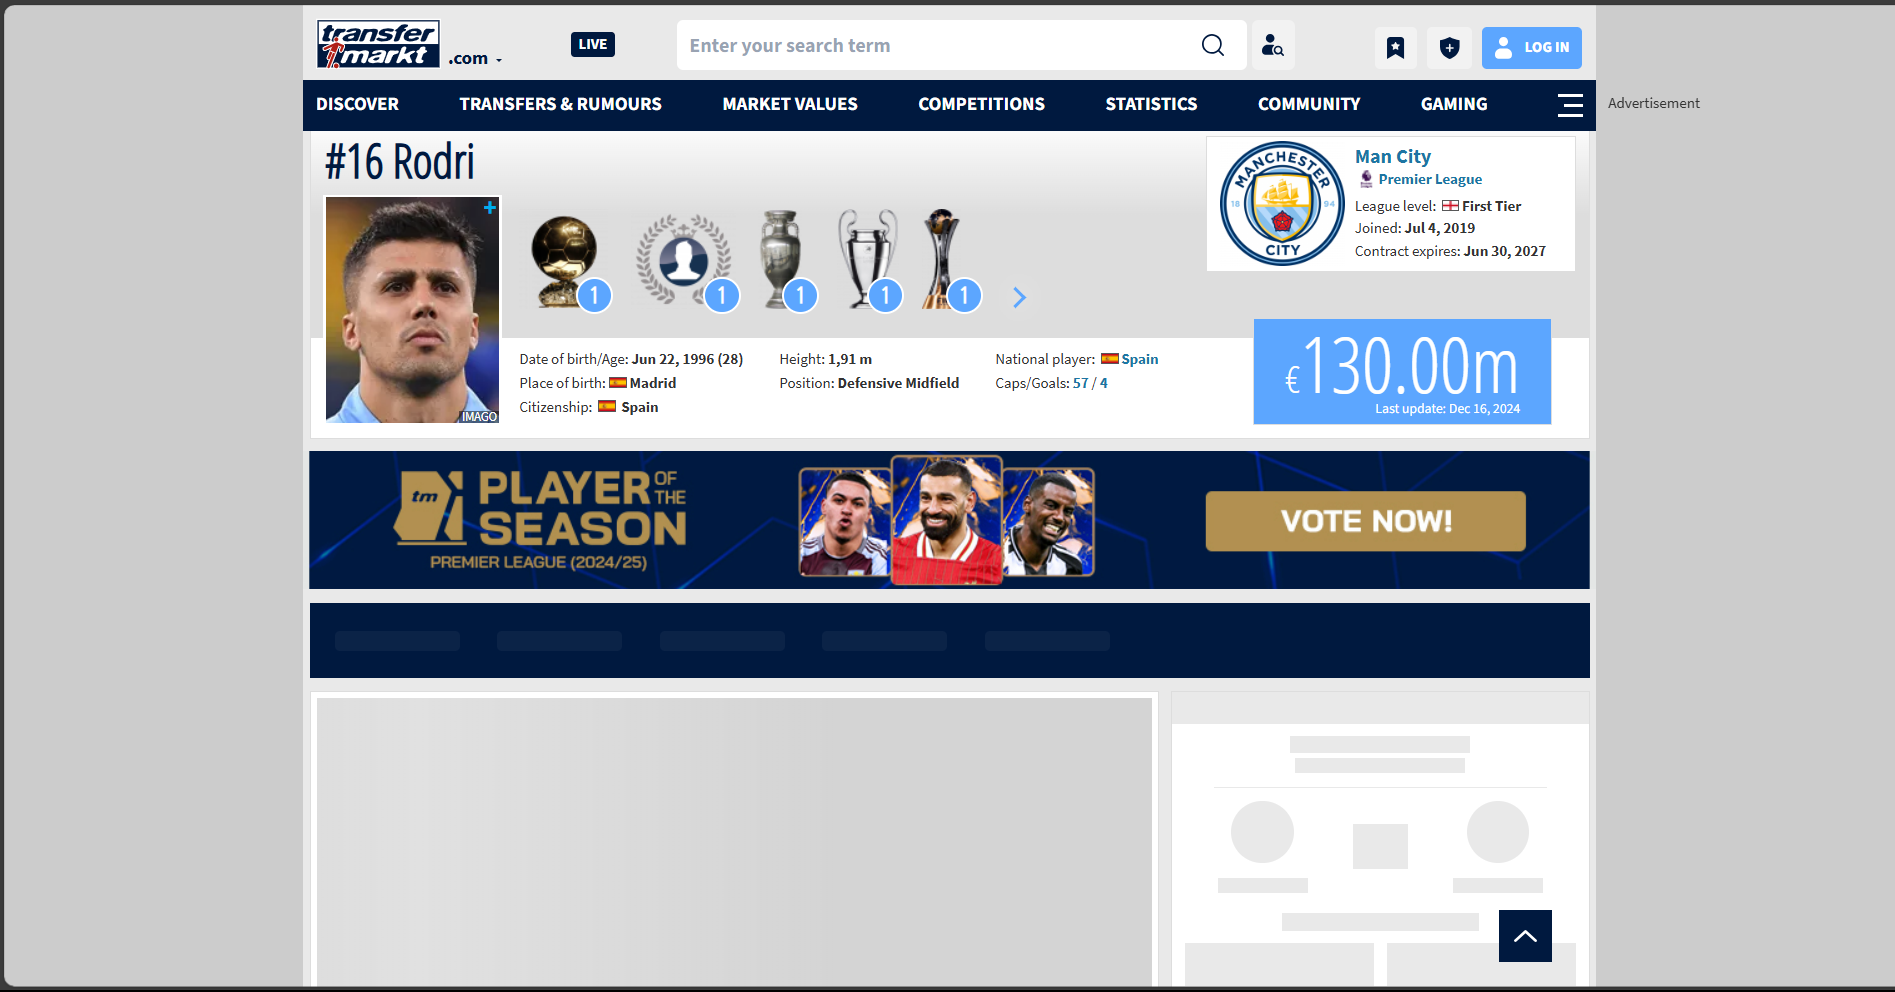 transfer
markt
.com
LIVE
Enter your search term
LOG IN
DISCOVER
TRANSFERS & RUMOURS
MARKET VALUES
COMPETITIONS
STATISTICS
COMMUNITY
GAMING
Advertisement
#16 Rodri
IMAGO
1
1
1
1
1
MANCHESTER
18 94
CITY
Man City
Premier League
League level: First Tier
Joined: Jul 4, 2019
Contract expires: Jun 30, 2027
Date of birth/Age: Jun 22, 1996 (28)
Place of birth: Madrid
Citizenship: Spain
Height: 1,91 m
Position: Defensive Midfield
National player: Spain
Caps/Goals: 57 / 4
€130.00m
Last update: Dec 16, 2024
tm
PLAYER OF THE
SEASON
PREMIER LEAGUE (2024/25)
VOTE NOW!